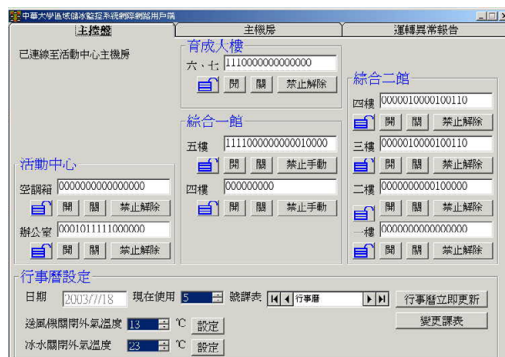 中華大學區域儲冰監控系統網際網路用戶端
主控盤
主機房
運轉異常報告
已連線至活動中心主機房
育成大樓
六、七 1110000000000000
開 關 禁止解除
綜合一館
五樓 1111000000000010000
開 關 禁止手動
四樓 000000000
開 關 禁止手動
綜合二館
四樓 0000010000100110
開 關 禁止解除
三樓 0000010000100110
開 關 禁止解除
二樓 0000000000100000
開 關 禁止解除
一樓 0000000000000000
開 關 禁止解除
活動中心
空調箱 0000000000000000
開 關 禁止解除
辦公室 0001011111000000
開 關 禁止解除
行事曆設定
日期 2003/7/18 現在使用 5 號課表 行事曆 行事曆立即更新
變更課表
送風機關閉外氣溫度 13 ℃ 設定
冰水關閉外氣溫度 23 ℃ 設定